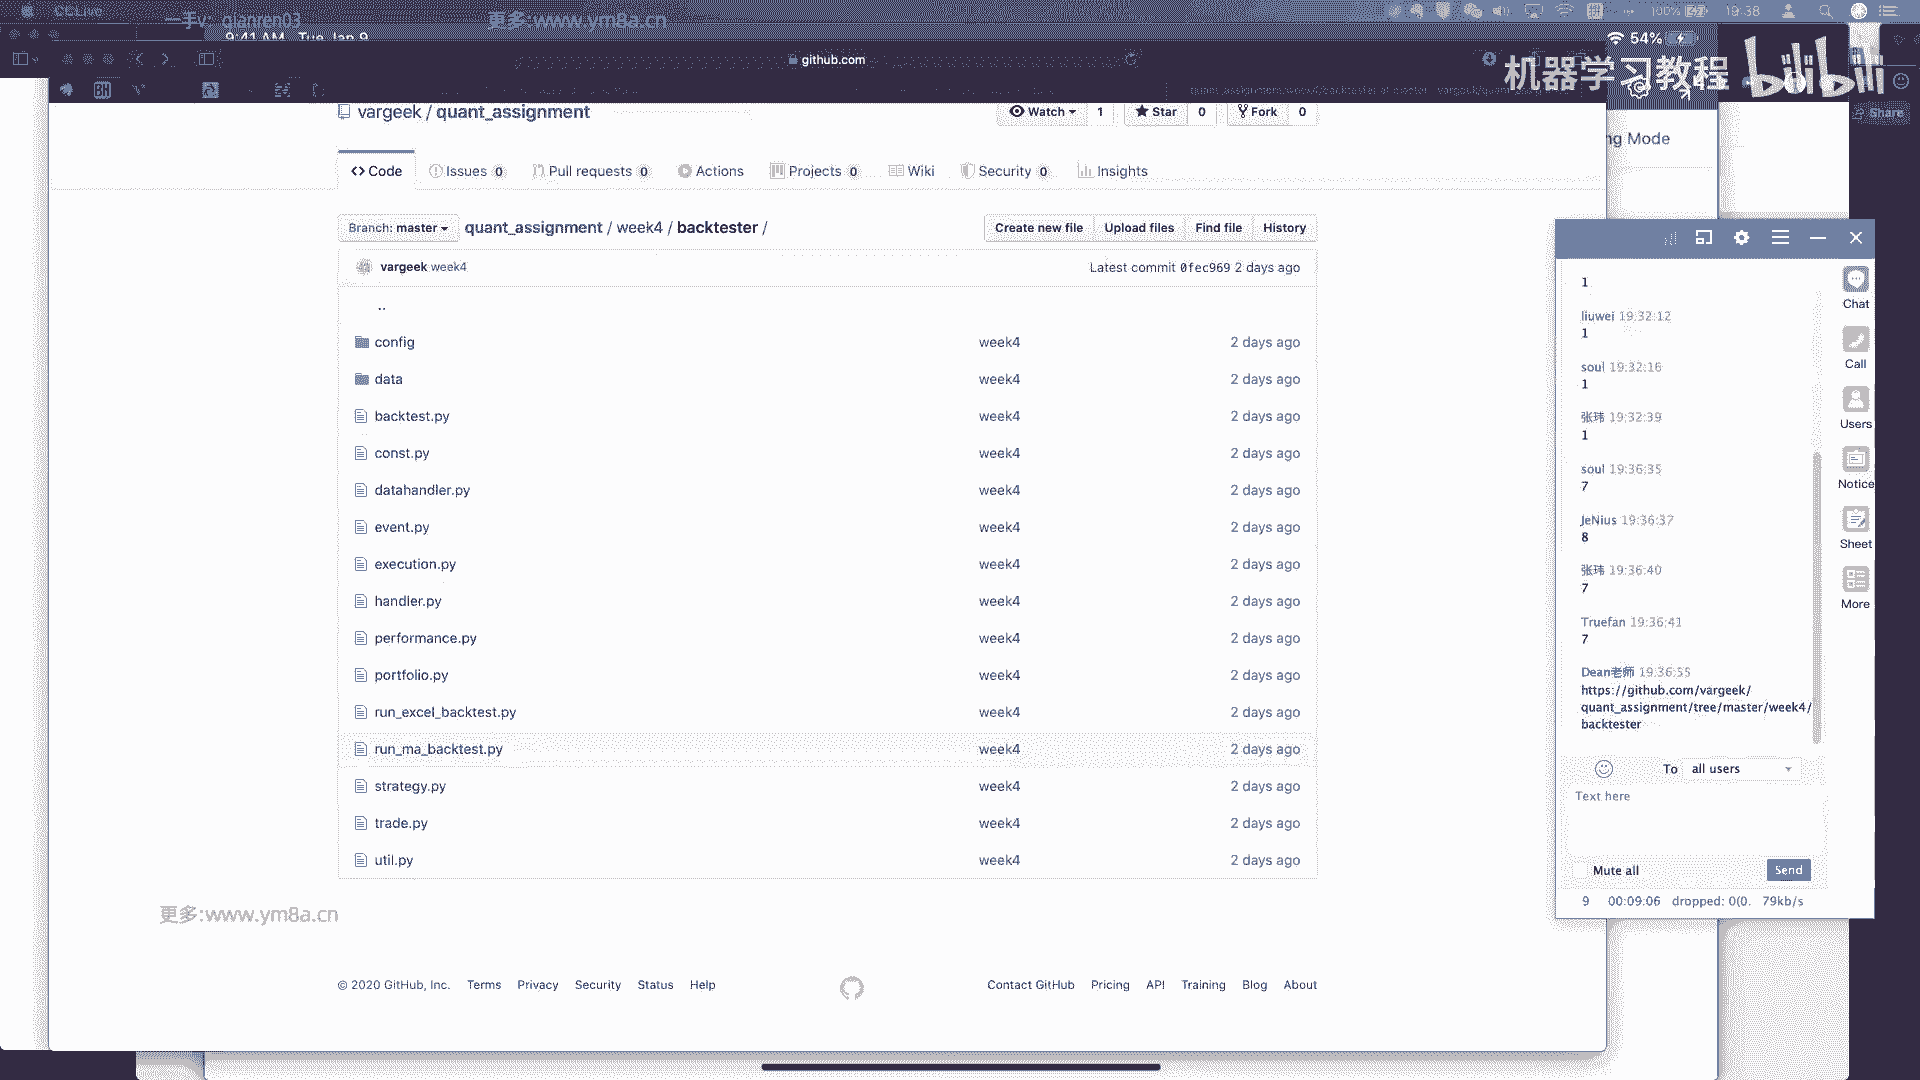 CCLive
一手v: qianren03
更多:www.ym8a.cn
100%
19:38
9:41 AM Tue Jan 9
54%
github.com
机器学习教程
bilibili
Share
ng Mode
vargeek / quant_assignment
Watch 1
Star 0
Fork 0
Code
Issues 0
Pull requests 0
Actions
Projects 0
Wiki
Security 0
Insights
Branch: master
quant_assignment / week4 / backtester /
Create new file
Upload files
Find file
History
vargeek week4
Latest commit 0fec969 2 days ago
..
config week4 2 days ago
data week4 2 days ago
backtest.py week4 2 days ago
const.py week4 2 days ago
datahandler.py week4 2 days ago
event.py week4 2 days ago
execution.py week4 2 days ago
handler.py week4 2 days ago
performance.py week4 2 days ago
portfolio.py week4 2 days ago
run_excel_backtest.py week4 2 days ago
run_ma_backtest.py week4 2 days ago
strategy.py week4 2 days ago
trade.py week4 2 days ago
util.py week4 2 days ago
更多:www.ym8a.cn
© 2020 GitHub, Inc.
Terms
Privacy
Security
Status
Help
Contact GitHub
Pricing
API
Training
Blog
About
1
liuwei 19:32:12
1
soul 19:32:16
1
张玮 19:32:39
1
soul 19:36:35
7
JeNius 19:36:37
8
张玮 19:36:40
7
Truefan 19:36:41
7
Dean老师 19:36:55
https://github.com/vargeek/
quant_assignment/tree/master/week4/
backtester
Chat
Call
Users
Notice
Sheet
More
To all users
Text here
Mute all
Send
9 00:09:06 dropped: 0(0. 79kb/s